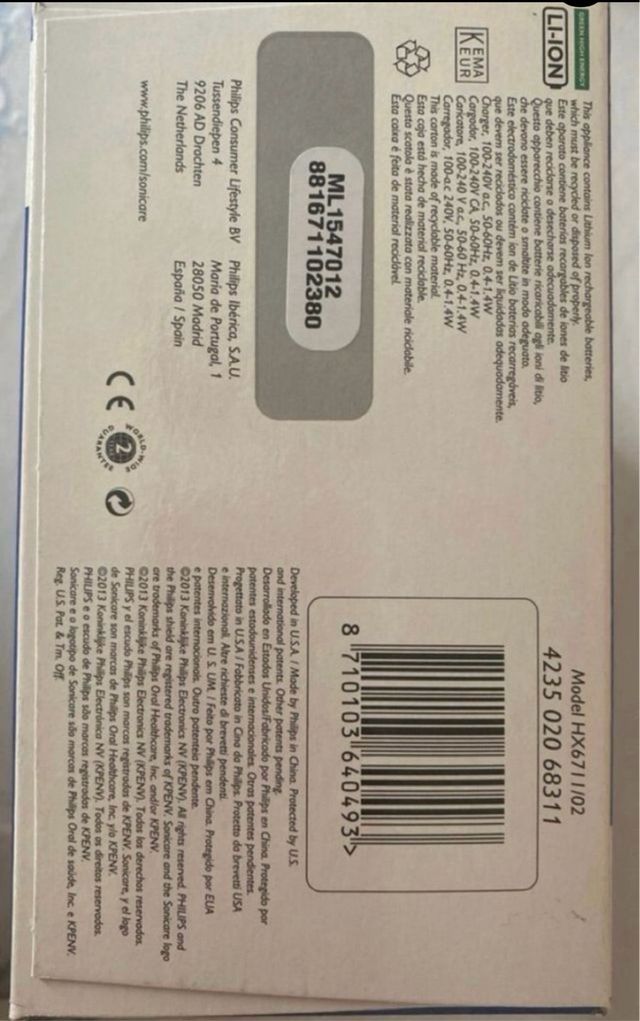 GREEN HIGH ENERGY
LI-ION
This appliance contains Lithium Ion rechargeable batteries,
which must be recycled or disposed of properly.
Este aparato contiene baterías recargables de iones de litio
que deben reciclarse o desecharse adecuadamente.
Questo apparecchio contiene batterie ricaricabili agli ioni di litio,
che devono essere riciclate o smaltite in modo adeguato.
Este electrodoméstico contém ion de Lítio baterias recarregáveis,
que devem ser recicladas ou devem ser liquidadas adequadamente.
KEMA
KEUR
Charger, 100-240V a.c., 50-60Hz, 0.4-1.4W
Cargador, 100-240V CA, 50-60Hz, 0.4-1.4W
Caricatore, 100-240 V a.c., 50-60 Hz, 0.4-1.4W
Carregador, 100-a.c 240V, 50-60Hz, 0.4-1.4W
This carton is made of recyclable material.
Esta caja está hecha de material reciclable.
Questa scatola è stata realizzata con materiale riciclabile.
Esta caixa é feita de material reciclável.
ML1547012
881671102380
Philips Consumer Lifestyle BV
Tussendiepen 4
9206 AD Drachten
The Netherlands
www.philips.com/sonicare
Philips Ibérica, S.A.U.
María de Portugal, 1
28050 Madrid
España / Spain
CE
2
Model HX6711/02
4235 020 68311
8 710103 640493 >
Developed in U.S.A. / Made by Philips in China. Protected by U.S.
and international patents. Other patents pending.
Desarrollado en Estados Unidos/Fabricado por Philips en China. Protegido por
patentes estadounidenses e internacionales. Otras patentes pendientes.
Progettato in U.S.A / Fabbricato in Cina da Philips. Protetto da brevetti USA
e internazionali. Altre richieste di brevetti pendenti.
Desenvolvido em U. S. UM. / Feito por Philips em China. Protegido por EUA
e patentes internacionais. Outra patenteia pendente.
©2013 Koninklijke Philips Electronics NV (KPENV). All rights reserved. PHILIPS and
the Philips shield are registered trademarks of KPENV. Sonicare and the Sonicare logo
are trademarks of Philips Oral Healthcare, Inc. and/or KPENV.
©2013 Koninklijke Philips Electronics NV (KPENV). Todos los derechos reservados.
PHILIPS y el escudo Philips son marcas registradas de KPENV. Sonicare, y el logo
de Sonicare son marcas de Philips Oral Healthcare, Inc. y/o KPENV.
©2013 Koninklijke Philips Electrónica NV (KPENV). Todos os direitos reservados.
PHILIPS e o escudo de Philips são marcas registradas de KPENV.
Sonicare e o logotipo de Sonicare são marcas de Philips Oral de saúde, Inc. e KPENV.
Reg. U.S. Pat. & Tm. Off.